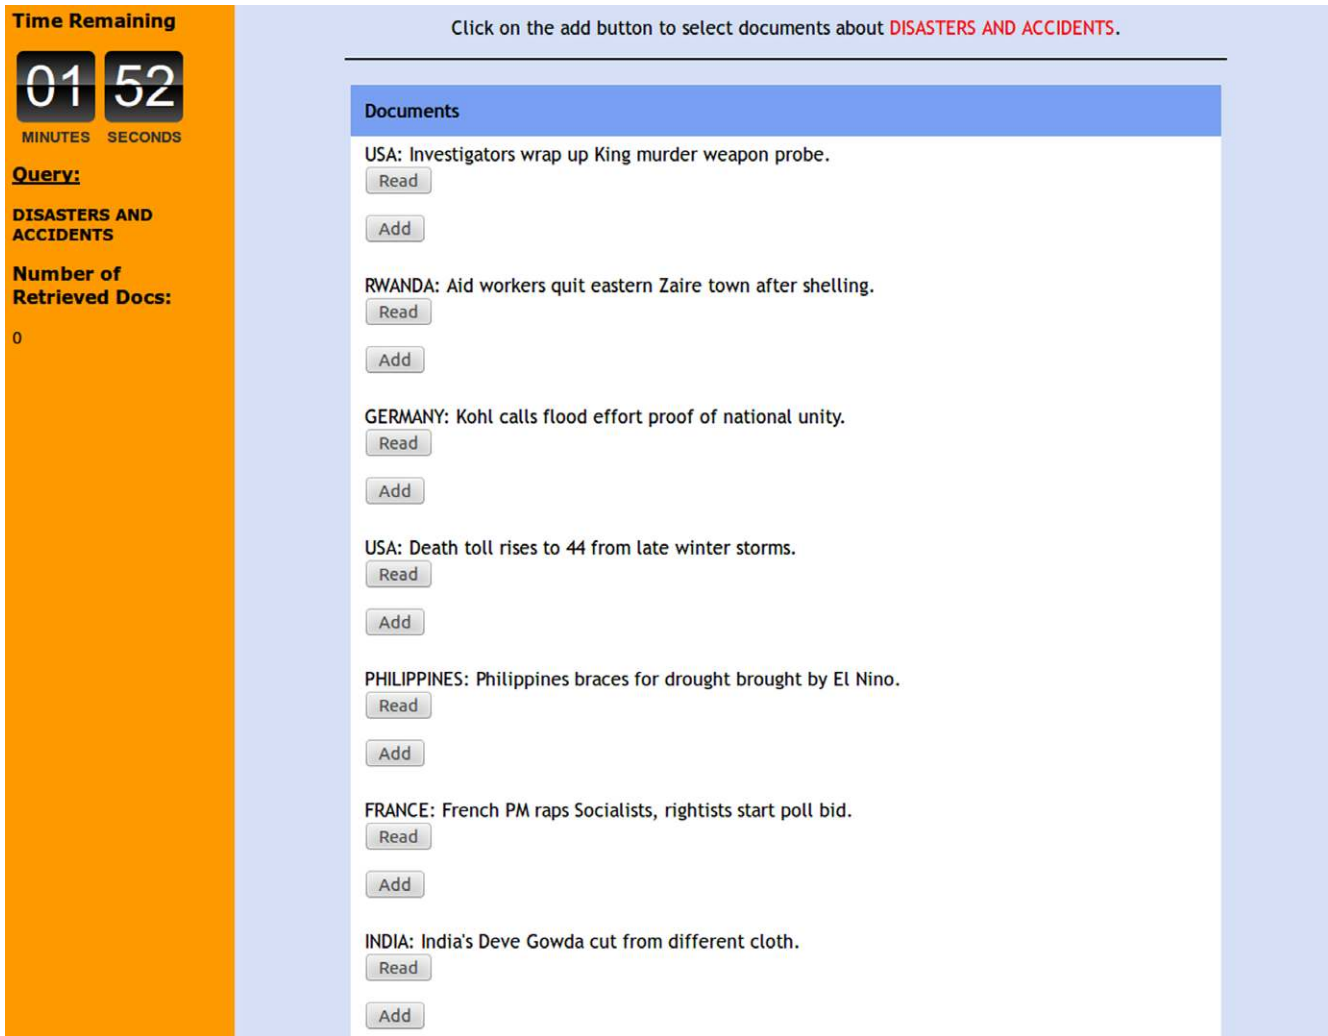 Time Remaining
01 52
MINUTES SECONDS
Query:
DISASTERS AND
ACCIDENTS
Number of
Retrieved Docs:
0
Click on the add button to select documents about DISASTERS AND ACCIDENTS.
Documents
USA: Investigators wrap up King murder weapon probe.
Read
Add
RWANDA: Aid workers quit eastern Zaire town after shelling.
Read
Add
GERMANY: Kohl calls flood effort proof of national unity.
Read
Add
USA: Death toll rises to 44 from late winter storms.
Read
Add
PHILIPPINES: Philippines braces for drought brought by El Nino.
Read
Add
FRANCE: French PM raps Socialists, rightists start poll bid.
Read
Add
INDIA: India's Deve Gowda cut from different cloth.
Read
Add